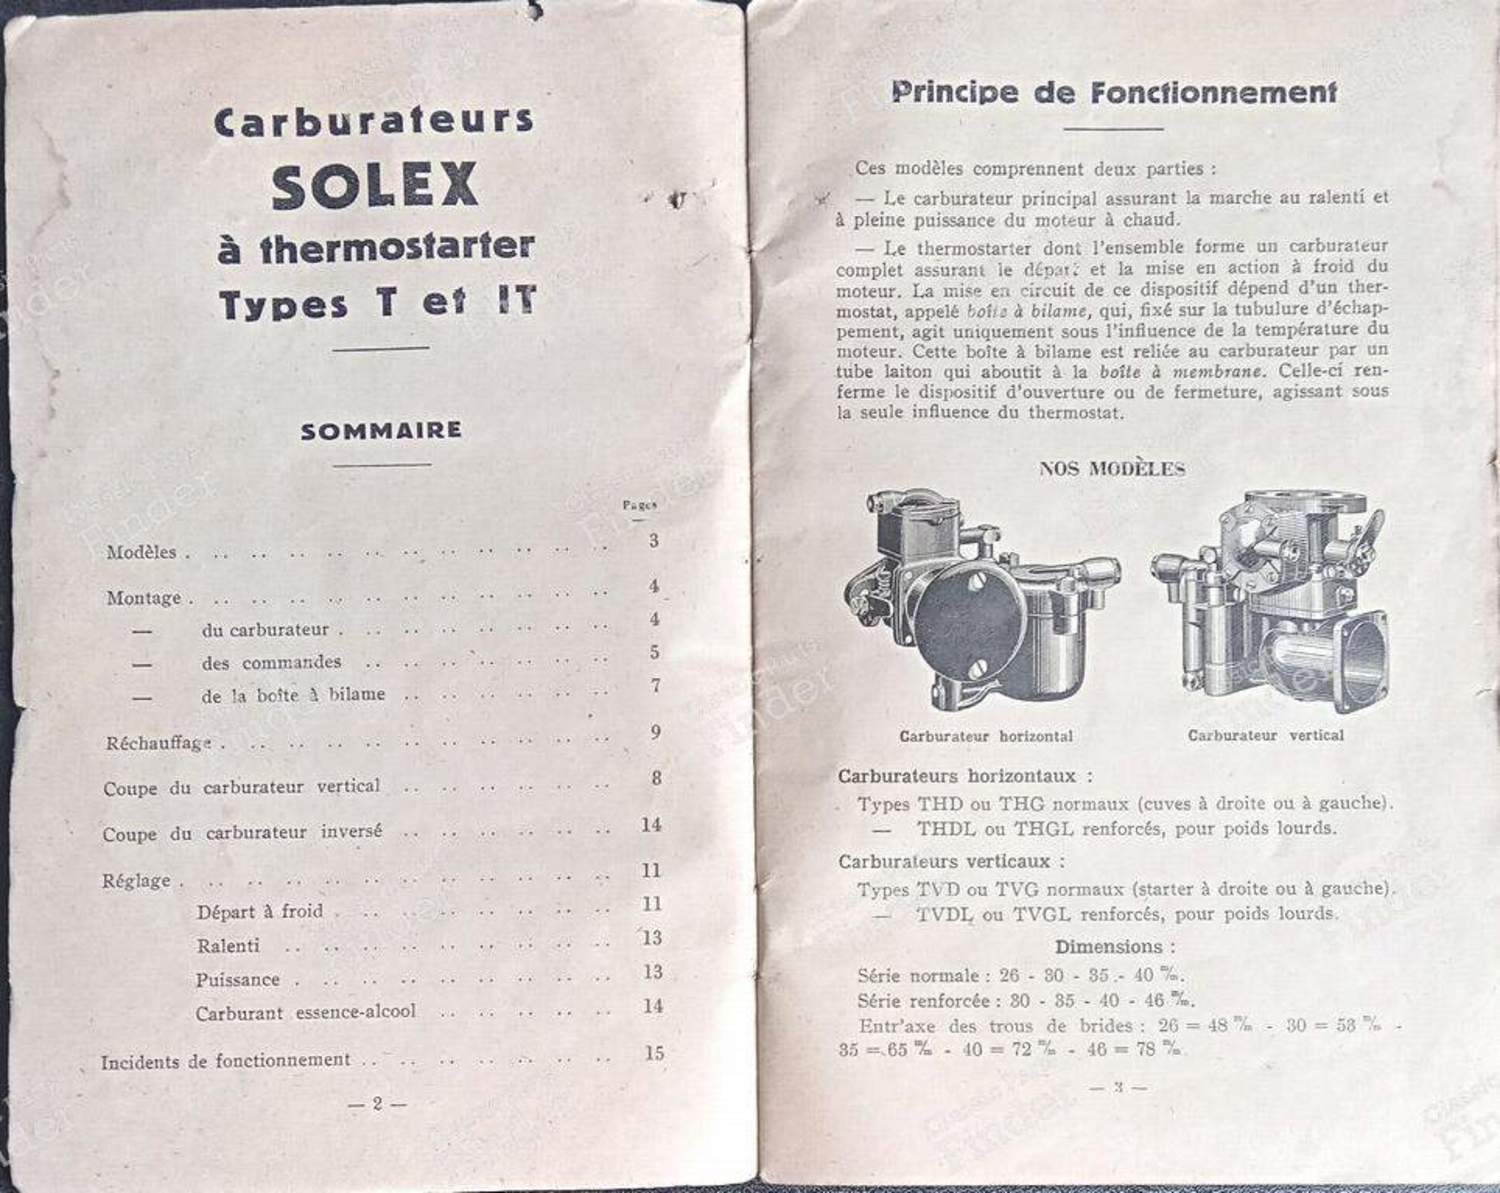 Carburateurs
SOLEX
à thermostarter
Types T et IT
SOMMAIRE
Pages
Modèles . .. .. .. .. .. .. .. .. .. .. .. 3
Montage . .. .. .. .. .. .. .. .. .. .. .. 4
— du carburateur . .. .. .. .. .. .. .. 4
— des commandes .. .. .. .. .. .. .. 5
— de la boîte à bilame .. .. .. .. .. .. 7
Réchauffage . .. .. .. .. .. .. .. .. .. .. 9
Coupe du carburateur vertical .. .. .. .. .. .. 8
Coupe du carburateur inversé .. .. .. .. .. .. 14
Réglage . .. .. .. .. .. .. .. .. .. .. .. 11
Départ à froid . .. .. .. .. .. .. .. 11
Ralenti .. .. .. .. .. .. .. .. .. 13
Puissance . .. .. .. .. .. .. .. .. 13
Carburant essence-alcool .. .. .. .. .. 14
Incidents de fonctionnement .. .. .. .. .. .. .. 15
— 2 —
Principe de Fonctionnement
Ces modèles comprennent deux parties :
— Le carburateur principal assurant la marche au ralenti et
à pleine puissance du moteur à chaud.
— Le thermostarter dont l'ensemble forme un carburateur
complet assurant le départ et la mise en action à froid du
moteur. La mise en circuit de ce dispositif dépend d'un ther-
mostat, appelé boîte à bilame, qui, fixé sur la tubulure d'échap-
pement, agit uniquement sous l'influence de la température du
moteur. Cette boîte à bilame est reliée au carburateur par un
tube laiton qui aboutit à la boîte à membrane. Celle-ci ren-
ferme le dispositif d'ouverture ou de fermeture, agissant sous
la seule influence du thermostat.
NOS MODÈLES
Carburateur horizontal
Carburateur vertical
Carburateurs horizontaux :
Types THD ou THG normaux (cuves à droite ou à gauche).
— THDL ou THGL renforcés, pour poids lourds.
Carburateurs verticaux :
Types TVD ou TVG normaux (starter à droite ou à gauche).
— TVDL ou TVGL renforcés, pour poids lourds.
Dimensions :
Série normale : 26 - 30 - 35 - 40 m/m.
Série renforcée : 30 - 35 - 40 - 46 m/m.
Entr'axe des trous de brides : 26 = 48 m/m - 30 = 53 m/m -
35 = 65 m/m - 40 = 72 m/m - 46 = 78 m/m.
— 3 —
Classic
Finder